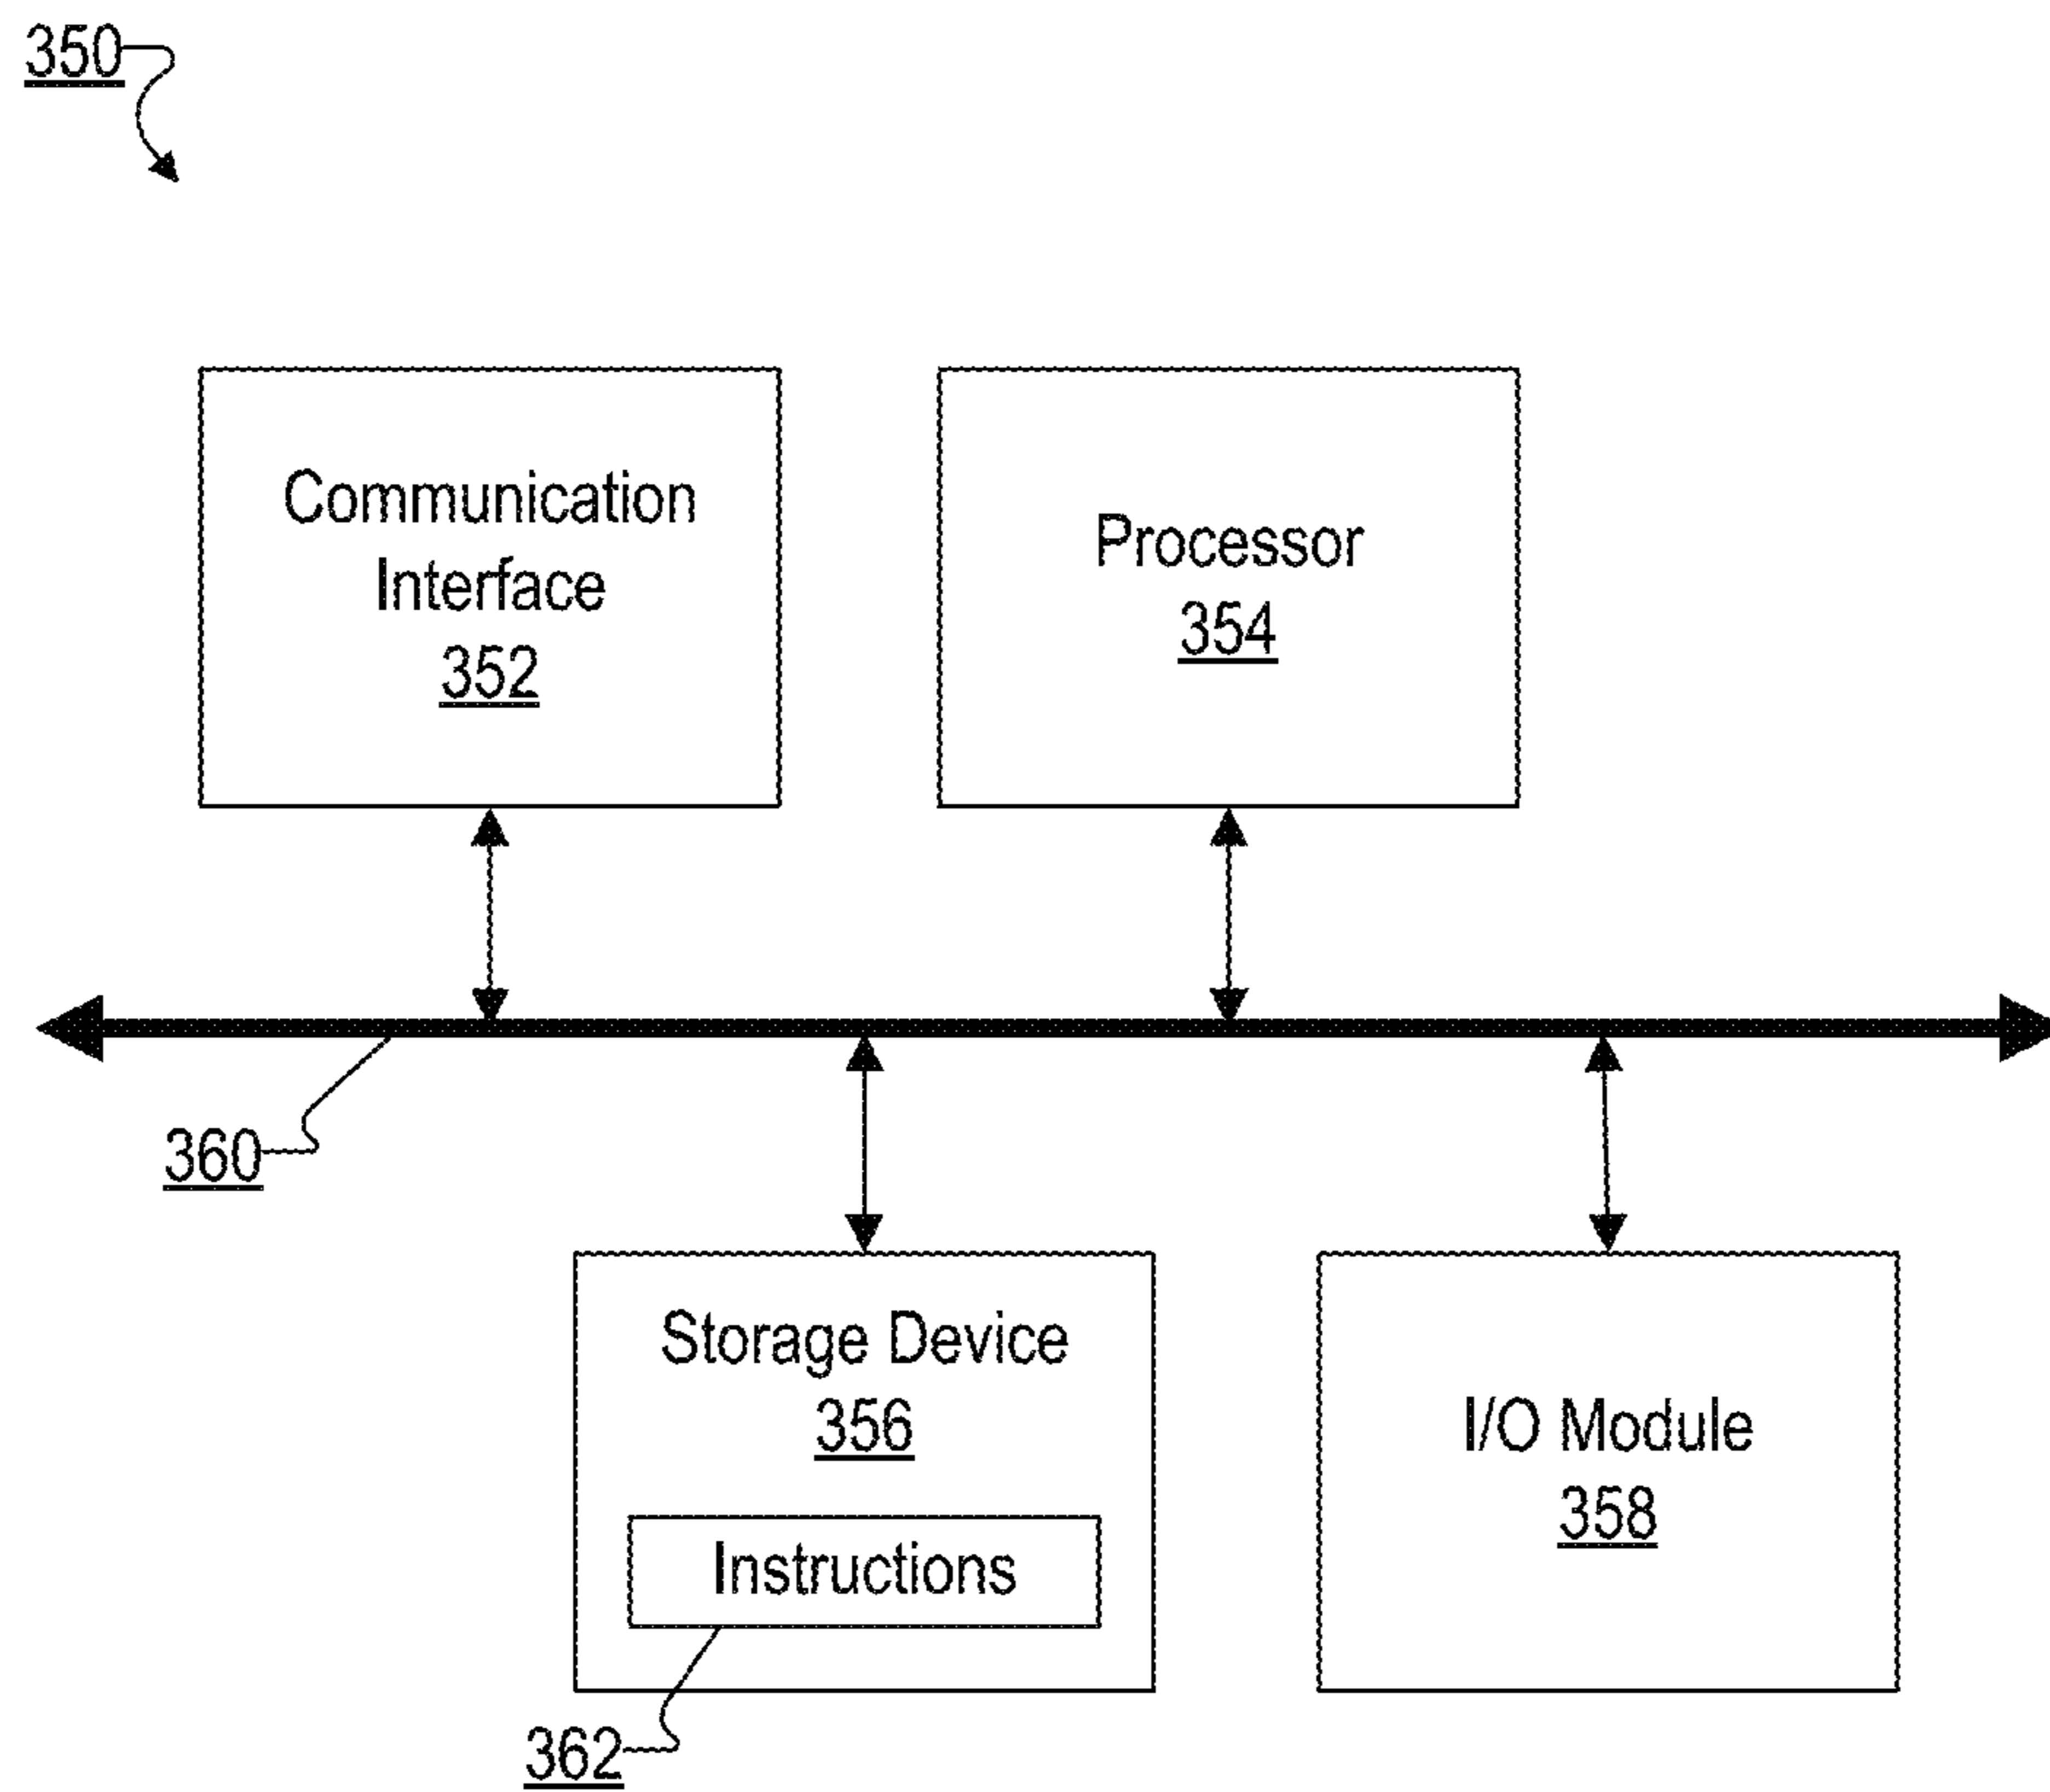 350
Communication
Interface
352
Processor
354
360
Storage Device
356
Instructions
362
I/O Module
358